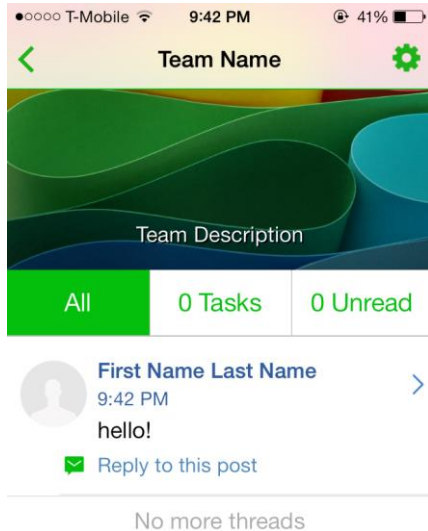 T-Mobile 9:42 PM 41%
Team Name
Team Description
All 0 Tasks 0 Unread
First Name Last Name
9:42 PM
hello!
Reply to this post
No more threads